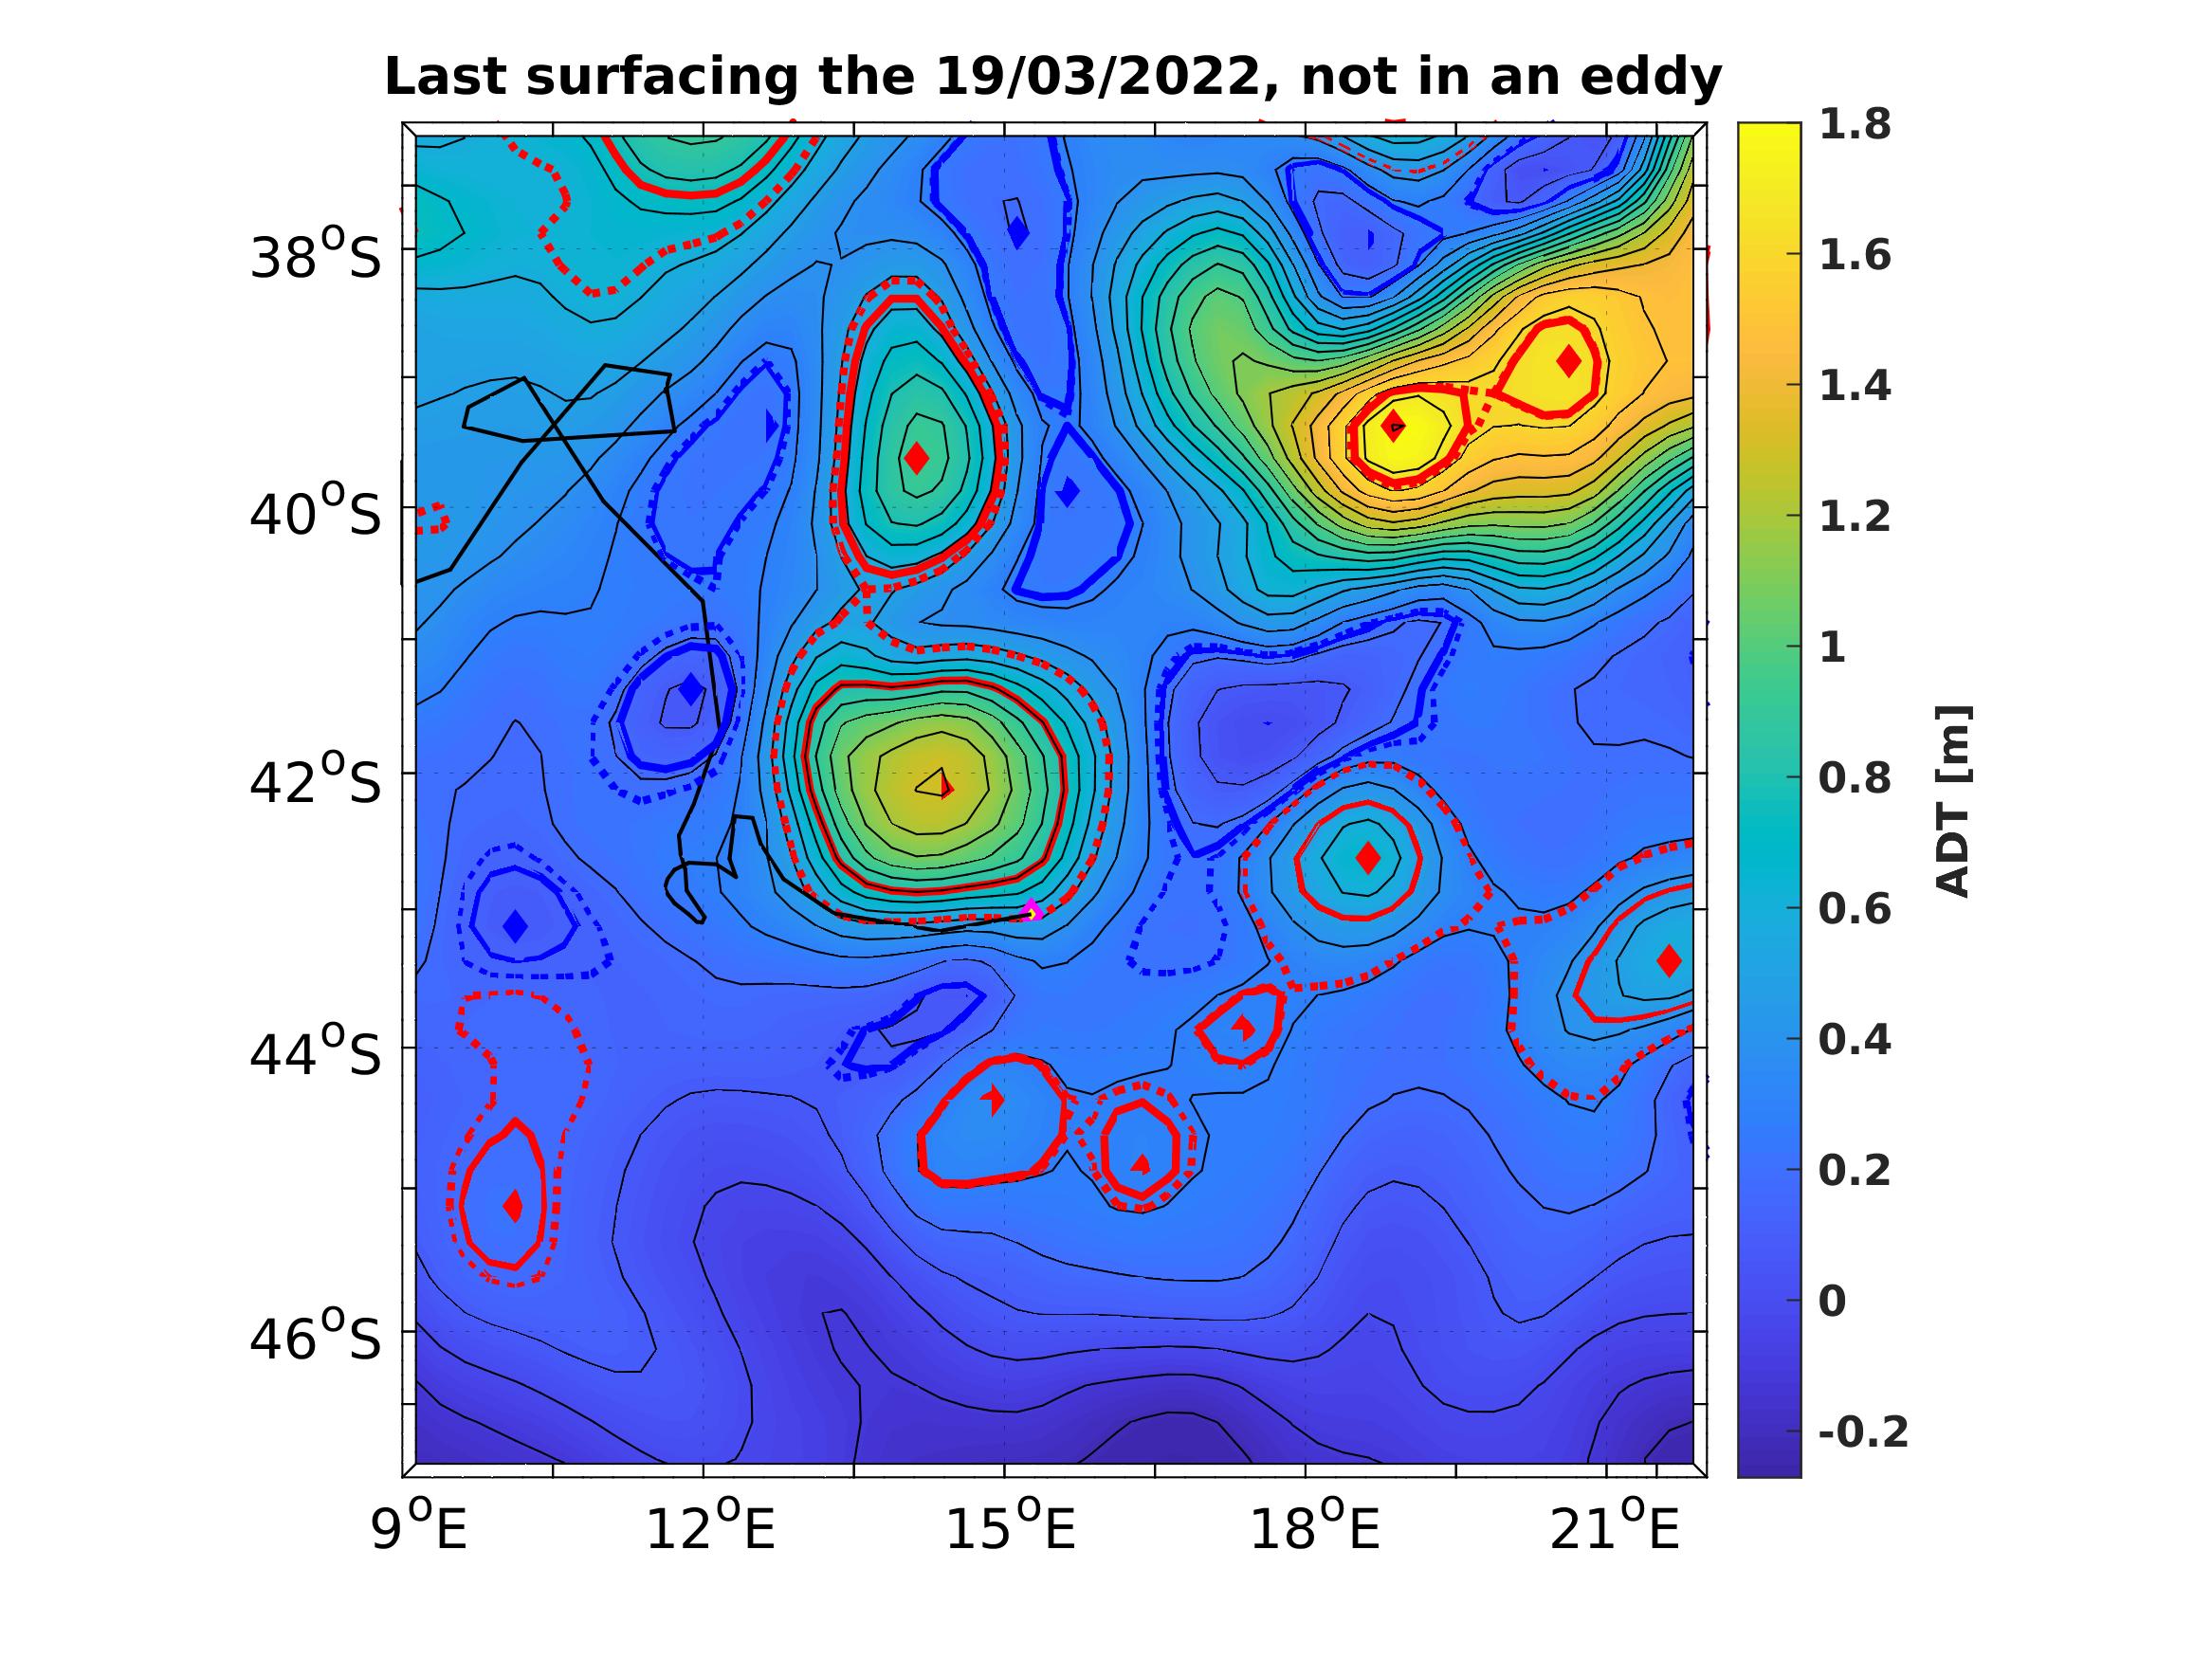 Last surfacing the 19/03/2022, not in an eddy
38°S
40°S
42°S
44°S
46°S
9°E
12°E
15°E
18°E
21°E
1.8
1.6
1.4
1.2
1
0.8
0.6
0.4
0.2
0
-0.2
ADT [m]